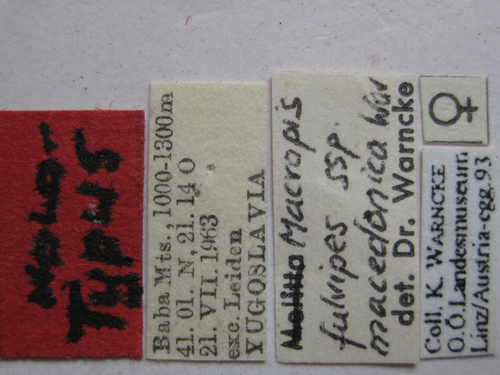 Holo-
Typus
Baba Mts., 1000-1300m
41. 01. N, 21. 14 O
21. VII. 1963
exc. Leiden
YUGOSLAVIA
Melitta Macropis
fulvipes ssp.
macedonica War
det. Dr. Warncke
♀
Coll. K. WARNCKE
O.Ö. Landesmuseum,
Linz/Austria-egg.93